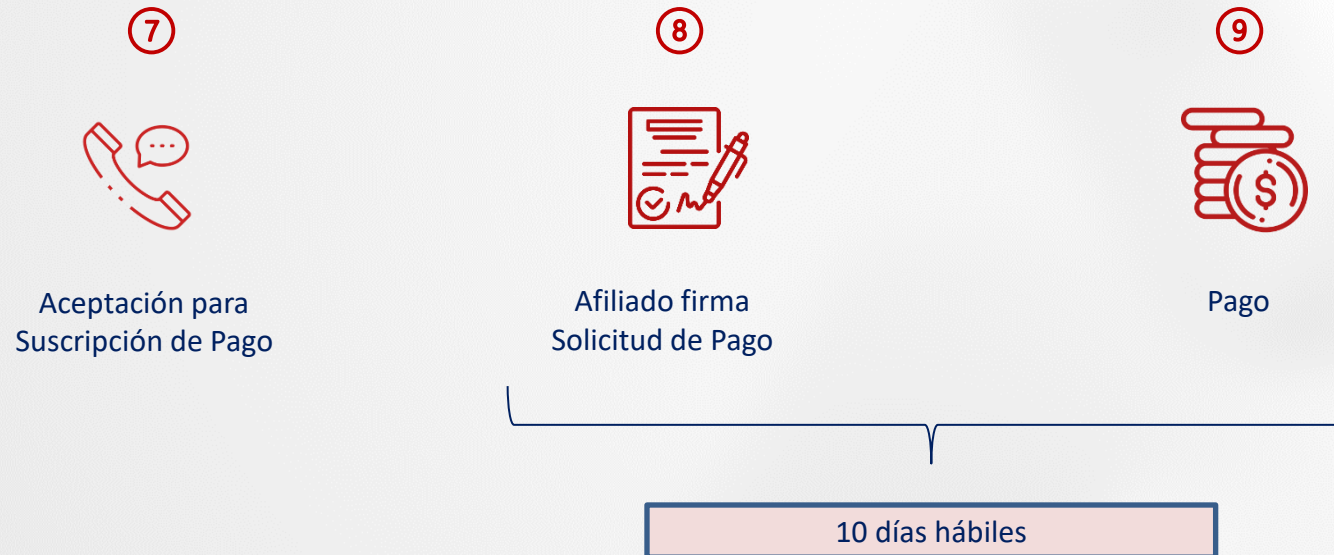 7
8
9
Aceptación para
Suscripción de Pago
Afiliado firma
Solicitud de Pago
Pago
10 días hábiles